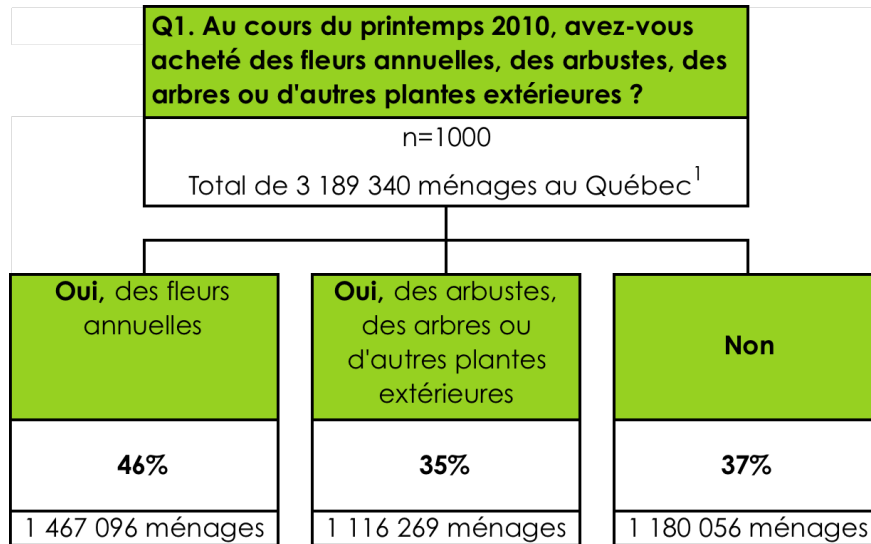 Q1. Au cours du printemps 2010, avez-vous
acheté des fleurs annuelles, des arbustes, des
arbres ou d'autres plantes extérieures ?
n=1000
Total de 3 189 340 ménages au Québec1
Oui, des fleurs
annuelles
46%
1 467 096 ménages
Oui, des arbustes,
des arbres ou
d'autres plantes
extérieures
35%
1 116 269 ménages
Non
37%
1 180 056 ménages